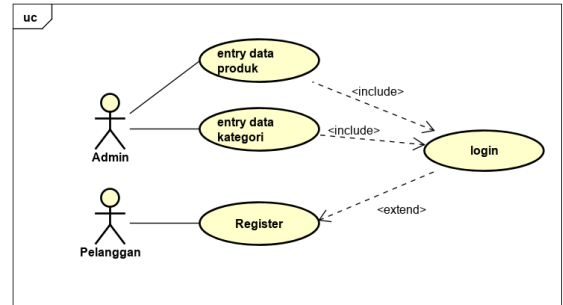 uc
entry data
produk
<include>
entry data
kategori
<include>
Admin
login
<extend>
Register
Pelanggan